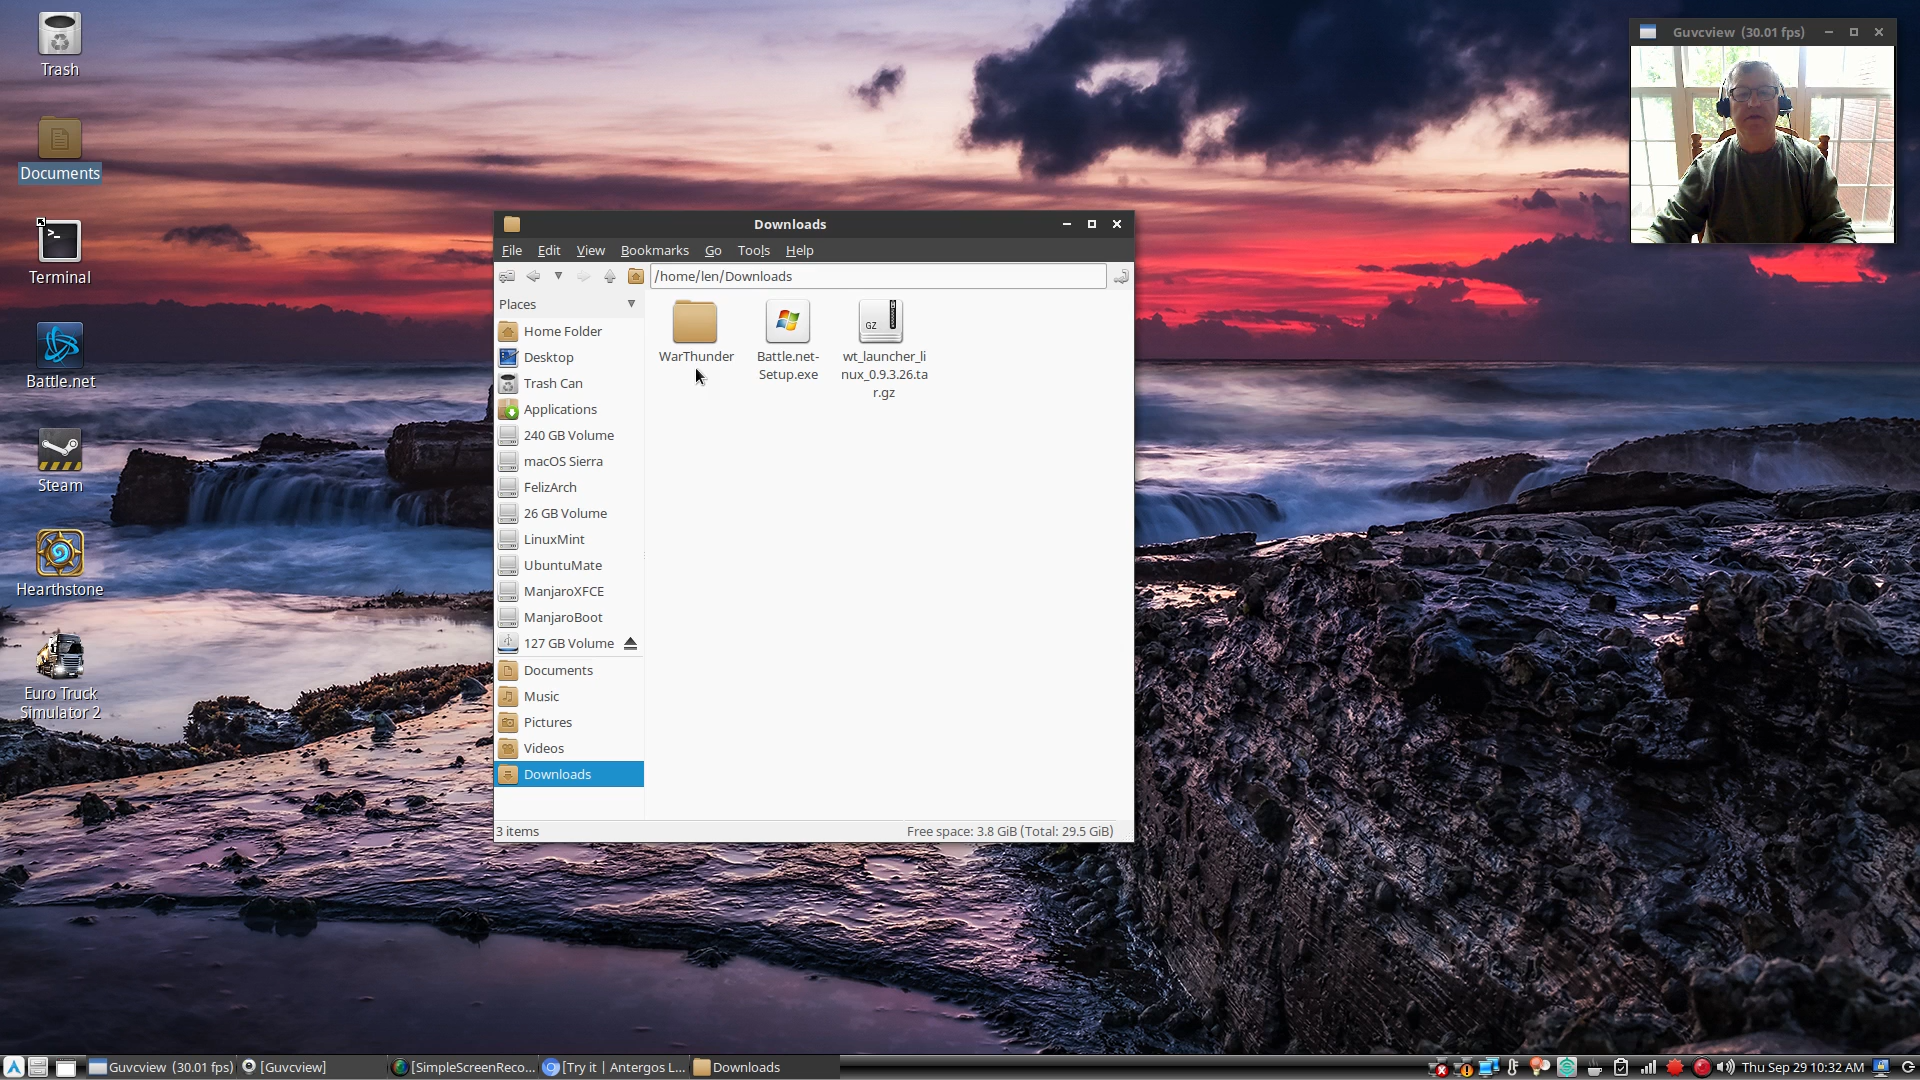 Trash
Documents
>_
Terminal
Battle.net
Steam
Hearthstone
Euro Truck
Simulator 2
Guvcview (30.01 fps)
Downloads
File Edit View Bookmarks Go Tools Help
/home/len/Downloads
Places
Home Folder
Desktop
Trash Can
Applications
240 GB Volume
macOS Sierra
FelizArch
26 GB Volume
LinuxMint
UbuntuMate
ManjaroXFCE
ManjaroBoot
127 GB Volume
Documents
Music
Pictures
Videos
Downloads
WarThunder
Battle.net-
Setup.exe
GZ
wt_launcher_li
nux_0.9.3.26.ta
r.gz
3 items
Free space: 3.8 GiB (Total: 29.5 GiB)
Guvcview (30.01 fps)
[Guvcview]
[SimpleScreenReco...
[Try it | Antergos L...
Downloads
Thu Sep 29 10:32 AM